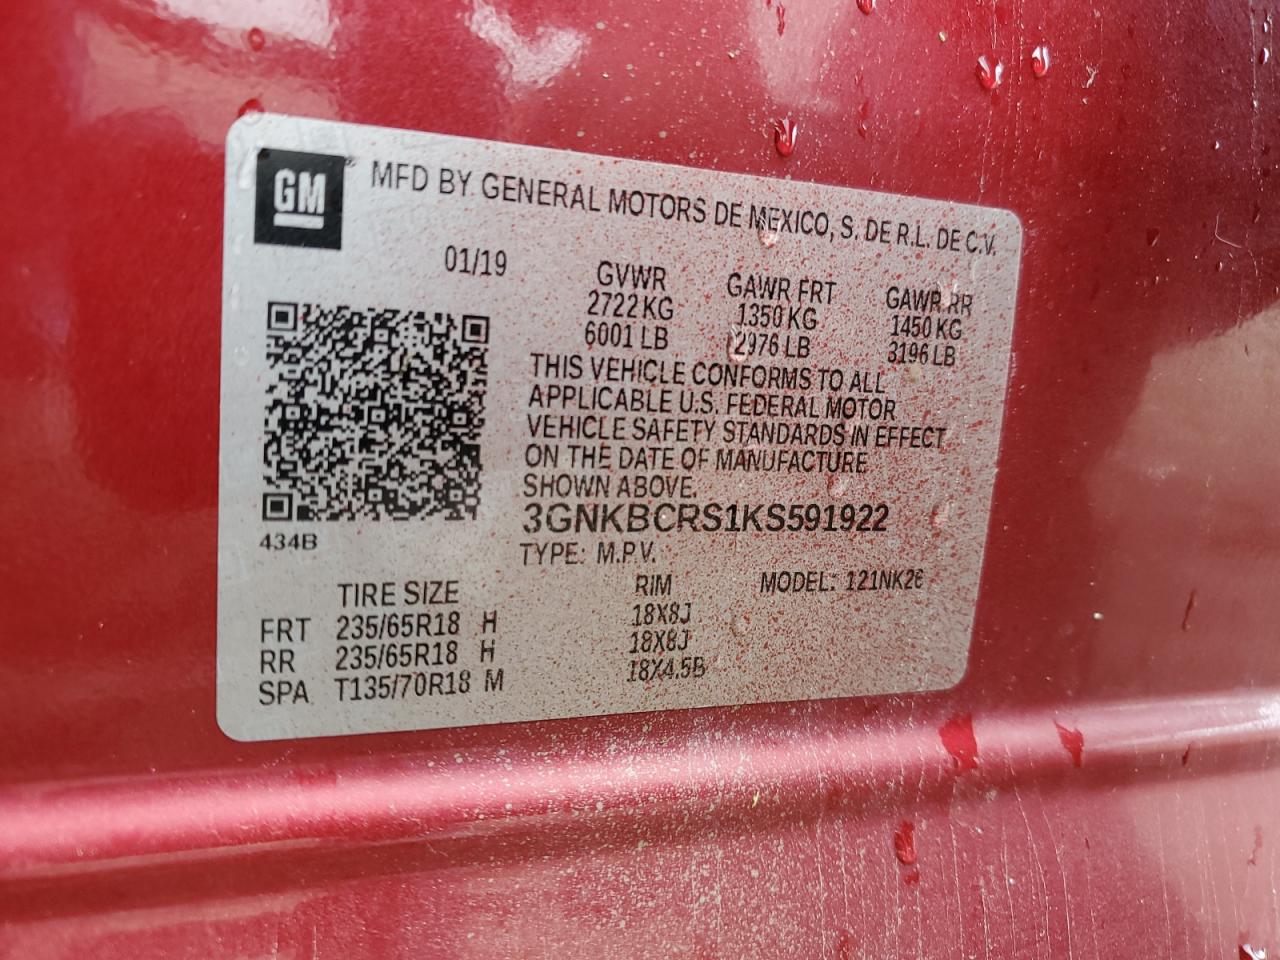 GM
MFD BY GENERAL MOTORS DE MEXICO, S. DE R.L. DE C.V.
01/19
GVWR GAWR FRT GAWR RR
2722 KG 1350 KG 1450 KG
6001 LB 2976 LB 3196 LB
THIS VEHICLE CONFORMS TO ALL
APPLICABLE U.S. FEDERAL MOTOR
VEHICLE SAFETY STANDARDS IN EFFECT
ON THE DATE OF MANUFACTURE
SHOWN ABOVE.
3GNKBCRS1KS591922
434B
TYPE: M.P.V.
TIRE SIZE RIM MODEL: 121NK26
FRT 235/65R18 H 18X8J
RR 235/65R18 H 18X8J
SPA T135/70R18 M 18X4.5B